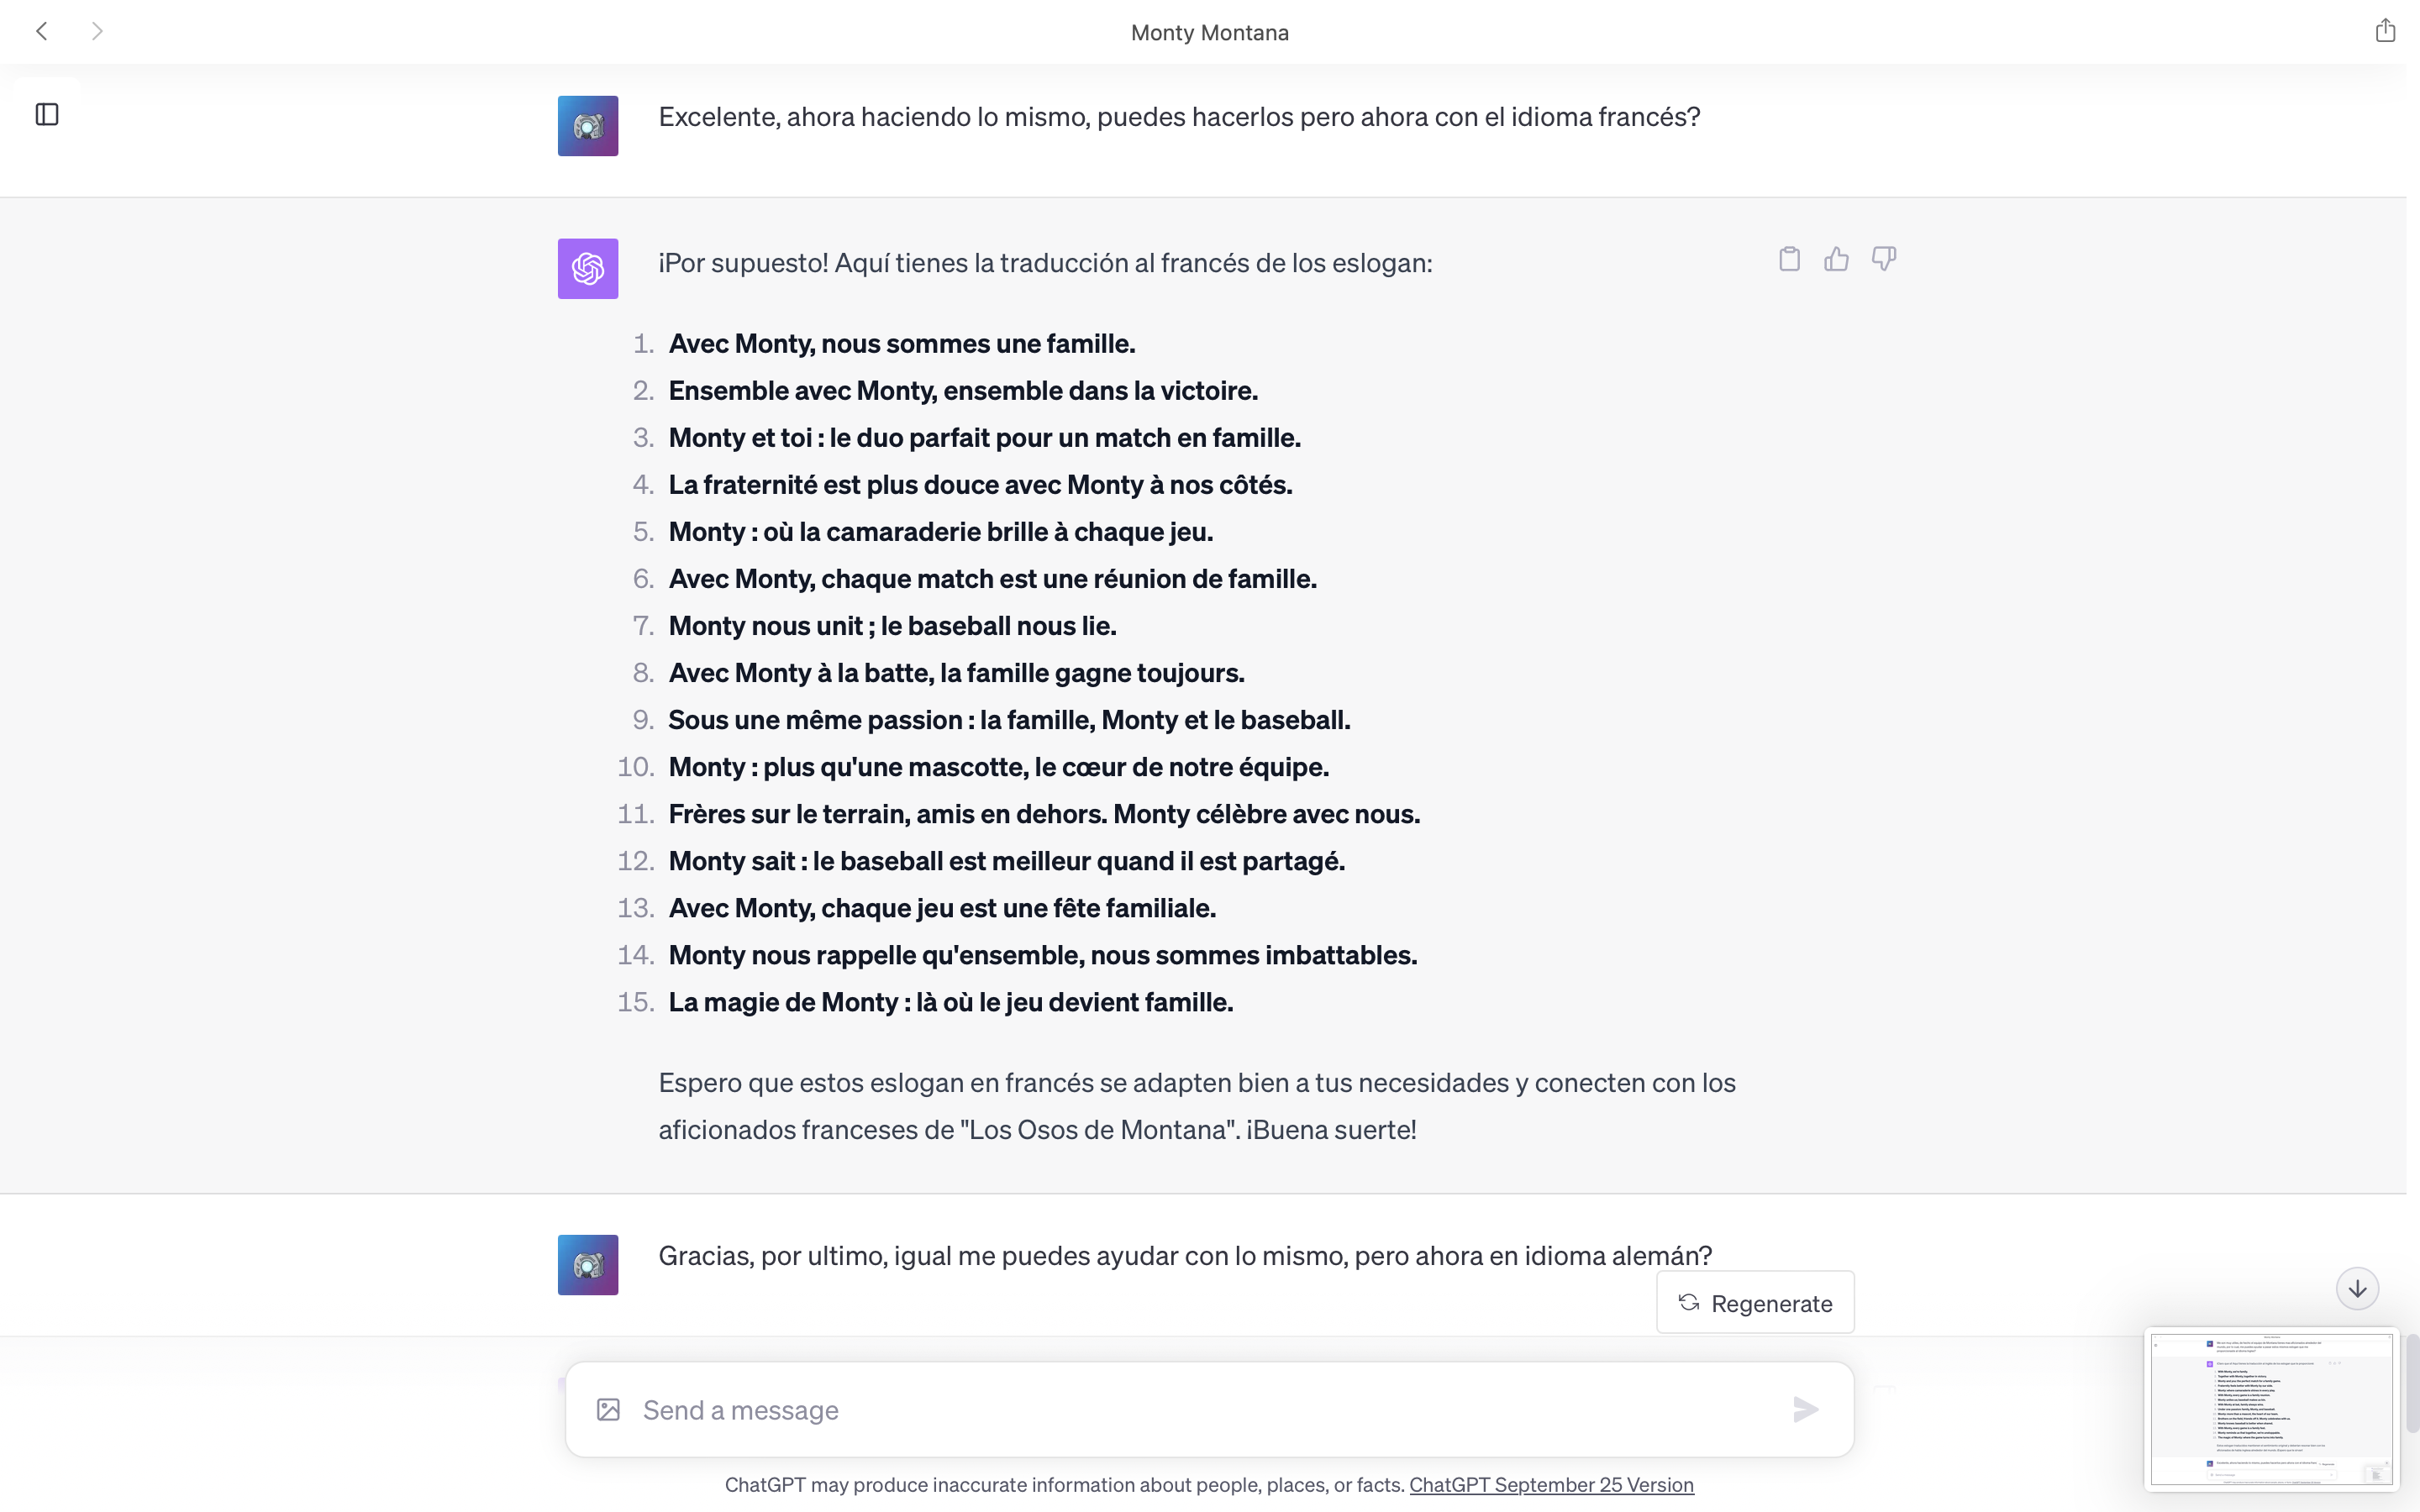 Monty Montana
Excelente, ahora haciendo lo mismo, puedes hacerlos pero ahora con el idioma francés?
¡Por supuesto! Aquí tienes la traducción al francés de los eslogan:
1. Avec Monty, nous sommes une famille.
2. Ensemble avec Monty, ensemble dans la victoire.
3. Monty et toi : le duo parfait pour un match en famille.
4. La fraternité est plus douce avec Monty à nos côtés.
5. Monty : où la camaraderie brille à chaque jeu.
6. Avec Monty, chaque match est une réunion de famille.
7. Monty nous unit ; le baseball nous lie.
8. Avec Monty à la batte, la famille gagne toujours.
9. Sous une même passion : la famille, Monty et le baseball.
10. Monty : plus qu'une mascotte, le cœur de notre équipe.
11. Frères sur le terrain, amis en dehors. Monty célèbre avec nous.
12. Monty sait : le baseball est meilleur quand il est partagé.
13. Avec Monty, chaque jeu est une fête familiale.
14. Monty nous rappelle qu'ensemble, nous sommes imbattables.
15. La magie de Monty : là où le jeu devient famille.
Espero que estos eslogan en francés se adapten bien a tus necesidades y conecten con los
aficionados franceses de "Los Osos de Montana". ¡Buena suerte!
Gracias, por ultimo, igual me puedes ayudar con lo mismo, pero ahora en idioma alemán?
Regenerate
Send a message
ChatGPT may produce inaccurate information about people, places, or facts. ChatGPT September 25 Version